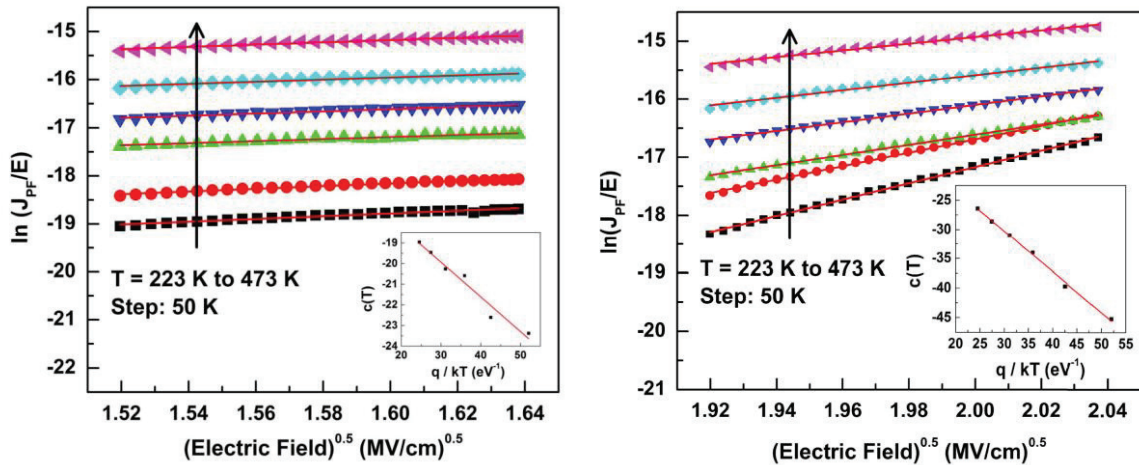 ln (J_PF/E)
-15
-16
-17
-18
-19
-20
-21
-22
T = 223 K to 473 K
Step: 50 K
c(T)
-19
-20
-21
-22
-23
-24
20 30 40 50
q / kT (eV⁻¹)
1.52 1.54 1.56 1.58 1.60 1.62 1.64
(Electric Field)^0.5 (MV/cm)^0.5
ln(J_PF/E)
-15
-16
-17
-18
-19
-20
-21
T = 223 K to 473 K
Step: 50 K
c(T)
-25
-30
-35
-40
-45
20 25 30 35 40 45 50 55
q / kT (eV⁻¹)
1.92 1.94 1.96 1.98 2.00 2.02 2.04
(Electric Field)^0.5 (MV/cm)^0.5